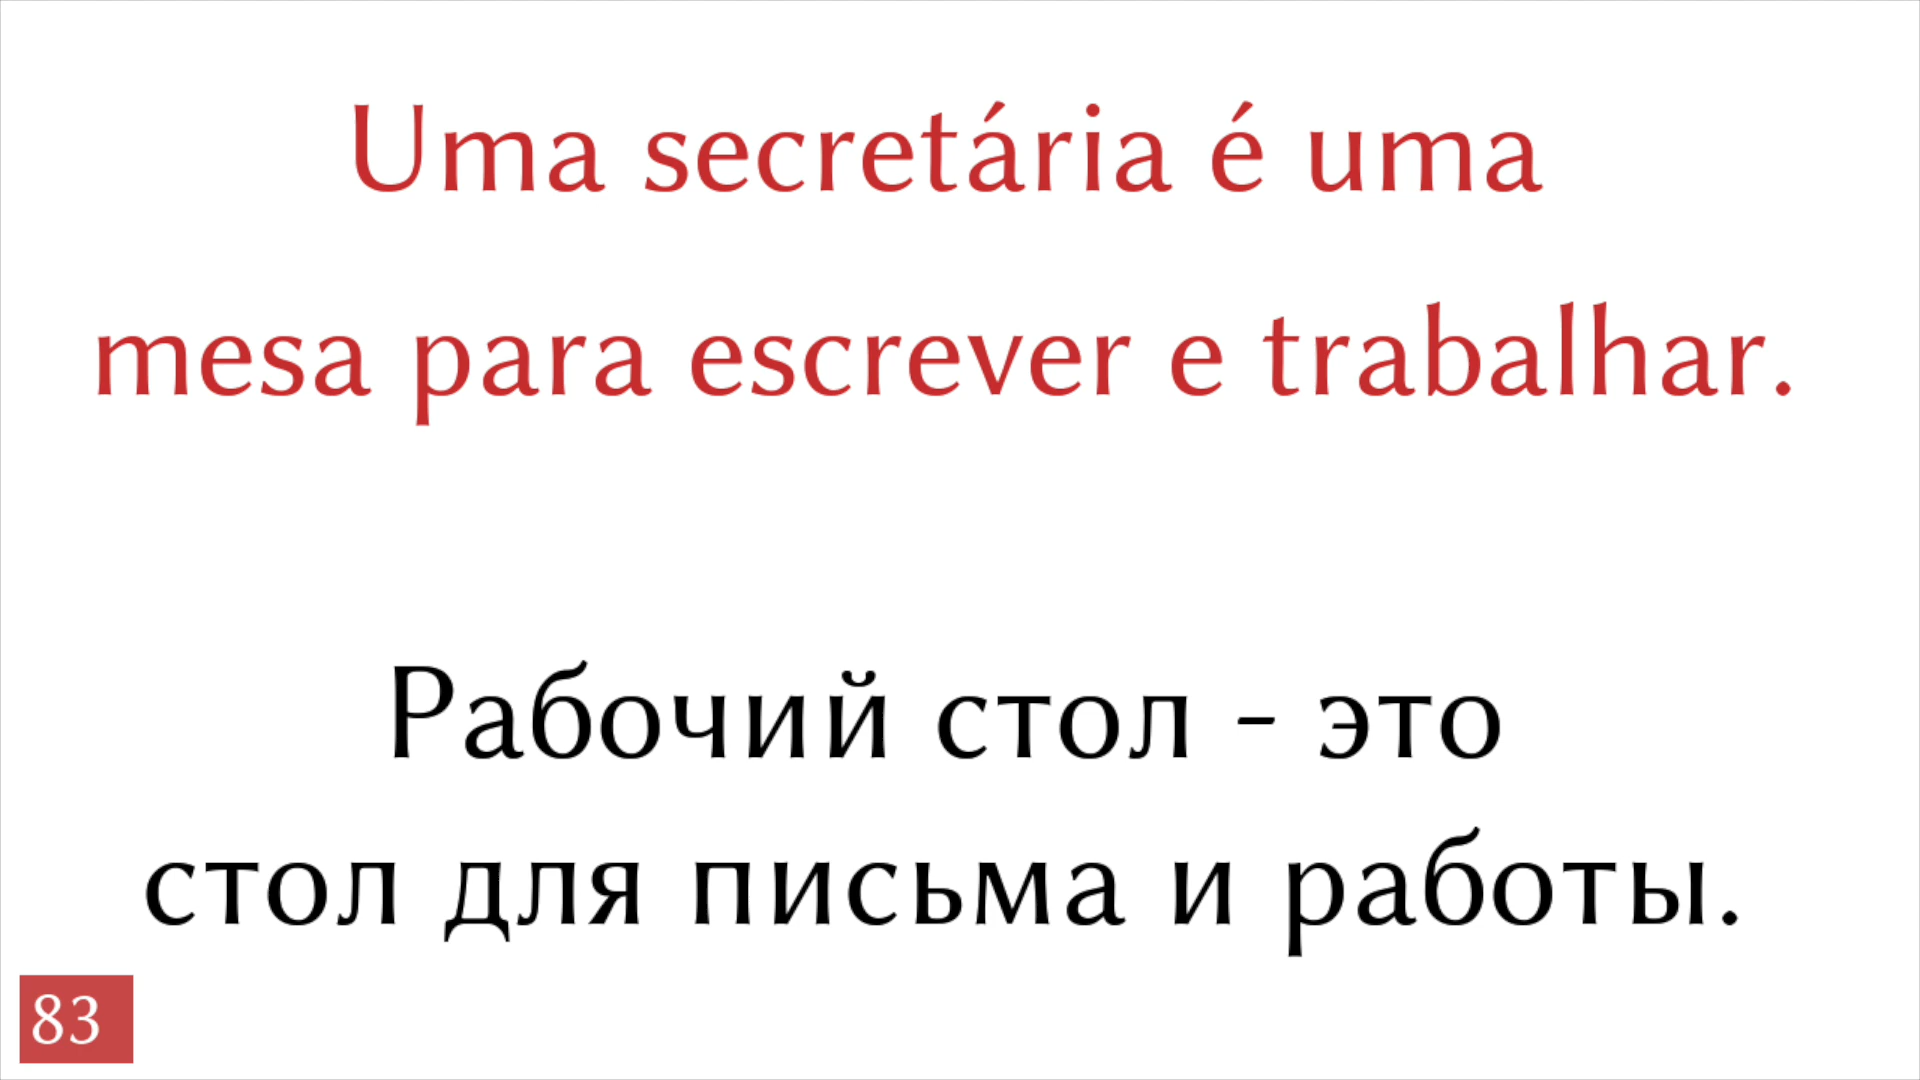 Uma secretária é uma
mesa para escrever e trabalhar.
Рабочий стол - это
стол для письма и работы.
83